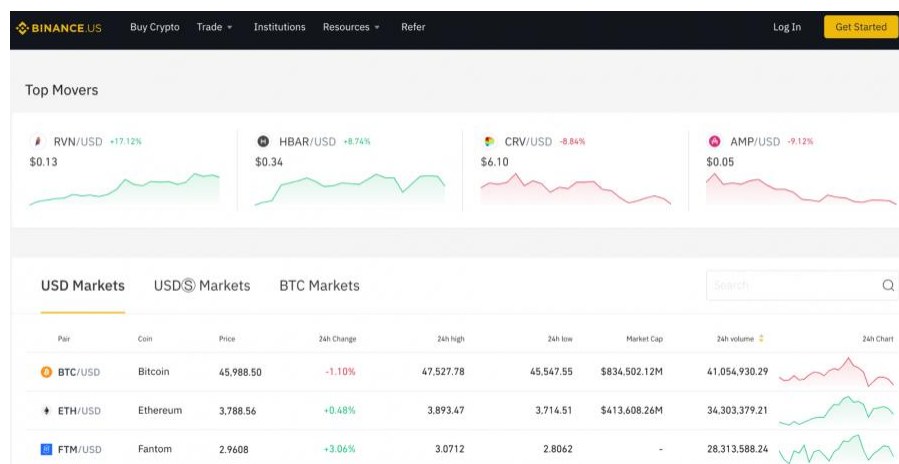 BINANCE.US Buy Crypto Trade Institutions Resources Refer Log In Get Started
Top Movers
RVN/USD +17.12% HBAR/USD +8.74% CRV/USD -8.84% AMP/USD -9.12%
$0.13 $0.34 $6.10 $0.05
USD Markets USDⓈ Markets BTC Markets Search
Pair Coin Price 24h Change 24h high 24h low Market Cap 24h volume 24h Chart
BTC/USD Bitcoin 45,988.50 -1.10% 47,527.78 45,547.55 $834,502.12M 41,054,930.29
ETH/USD Ethereum 3,788.56 +0.48% 3,893.47 3,714.51 $413,608.26M 34,303,379.21
FTM/USD Fantom 2.9608 +3.06% 3.0712 2.8062 - 28,313,588.24